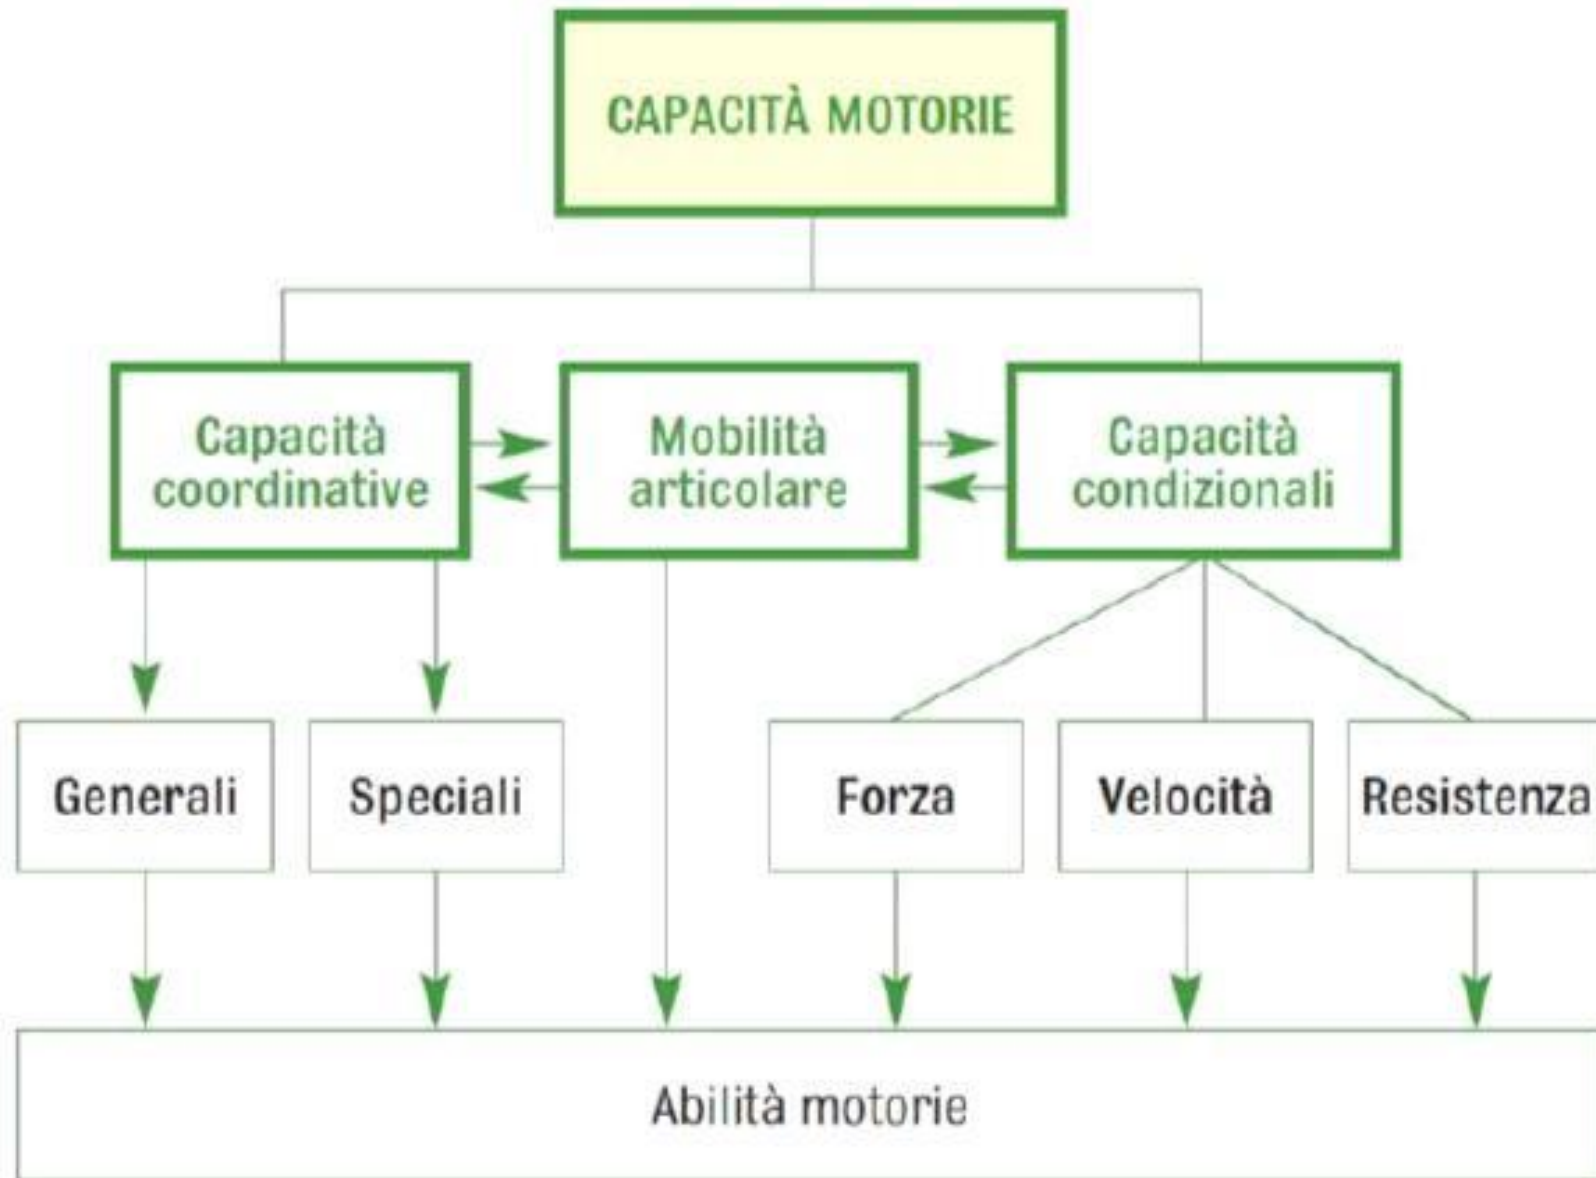 CAPACITÀ MOTORIE
Capacità
coordinative
Mobilità
articolare
Capacità
condizionali
Generali
Speciali
Forza
Velocità
Resistenza
Abilità motorie